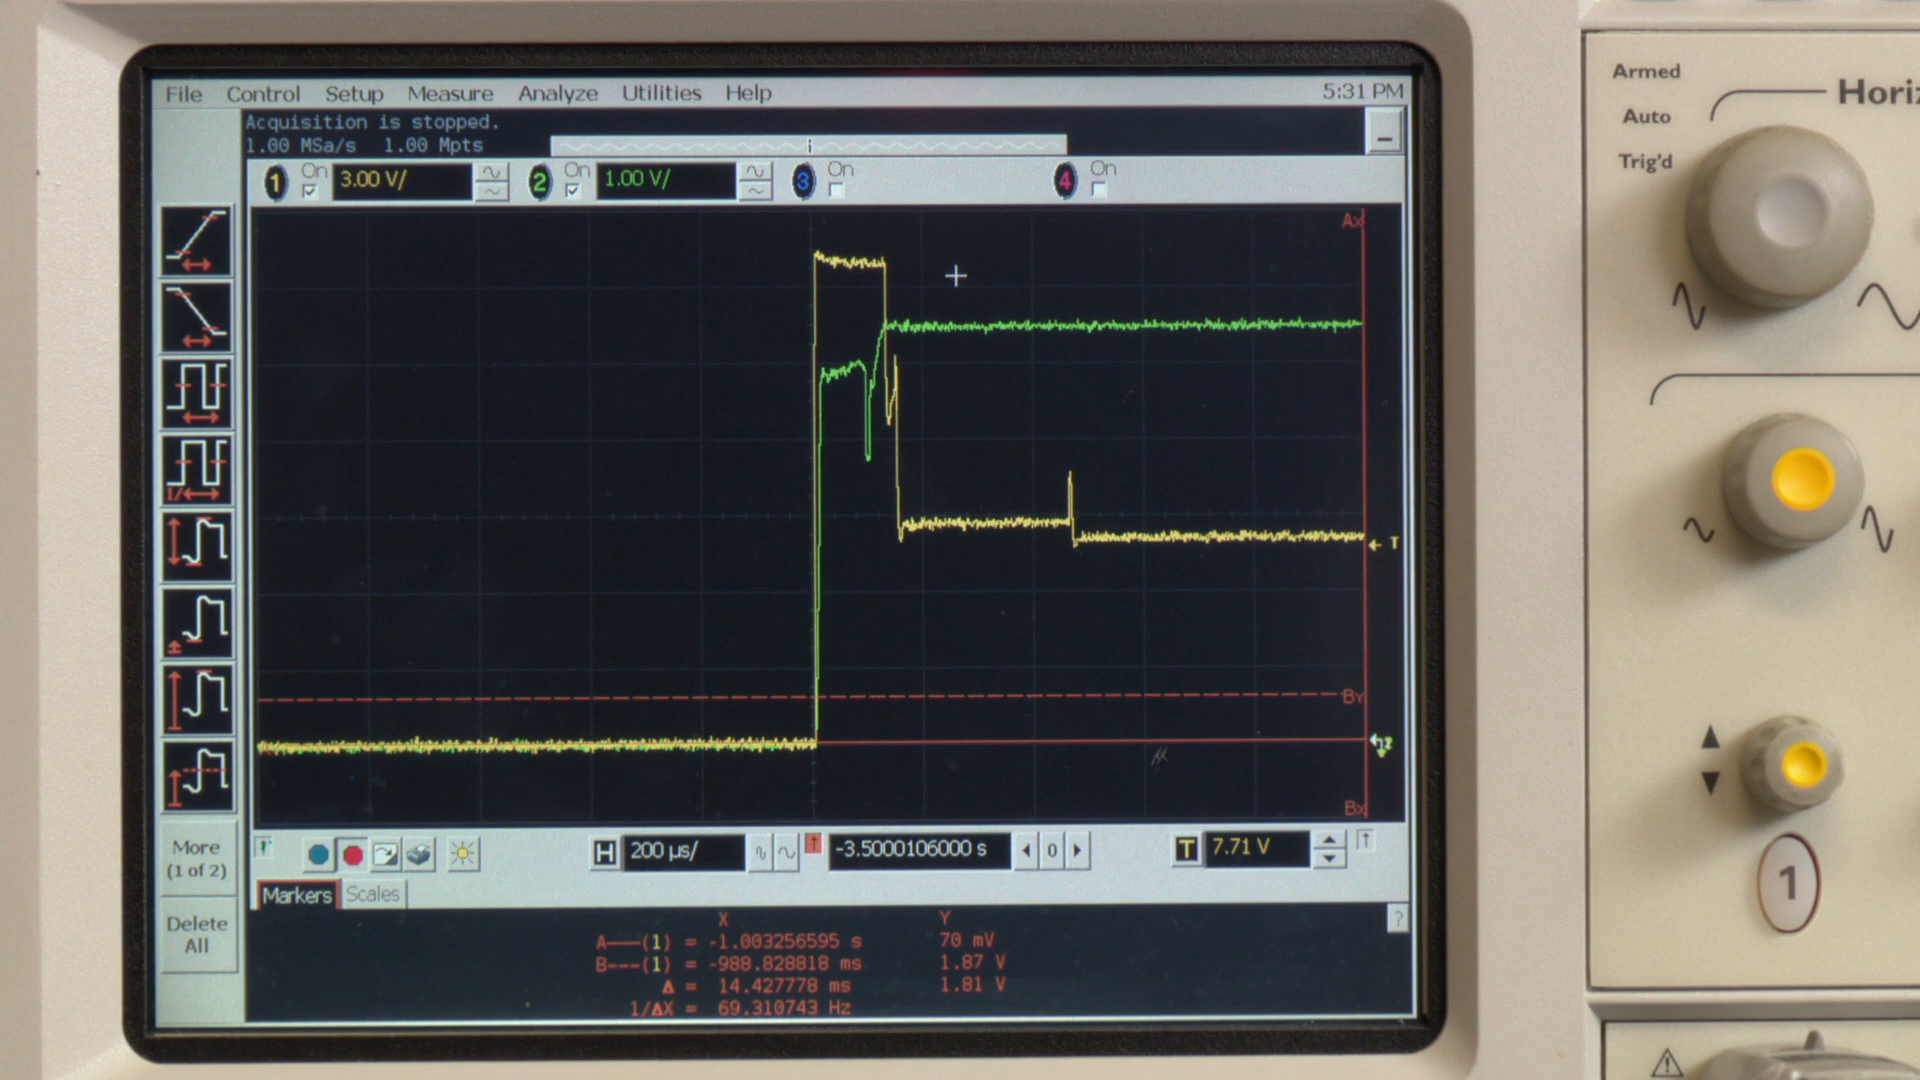 File Control Setup Measure Analyze Utilities Help 5:31 PM
Acquisition is stopped.
1.00 MSa/s 1.00 Mpts
1 On 3.00 V/ 2 On 1.00 V/ 3 On 4 On
Ax
T
By
Bx
More
(1 of 2)
Delete
All
H 200 µs/ -3.5000106000 s 0 T 7.71 V
Markers Scales
?
X Y
A---(1) = -1.003256595 s 70 mV
B---(1) = -988.828818 ms 1.87 V
Δ = 14.427778 ms 1.81 V
1/ΔX = 69.310743 Hz
Armed
Auto
Trig'd
Horiz
1